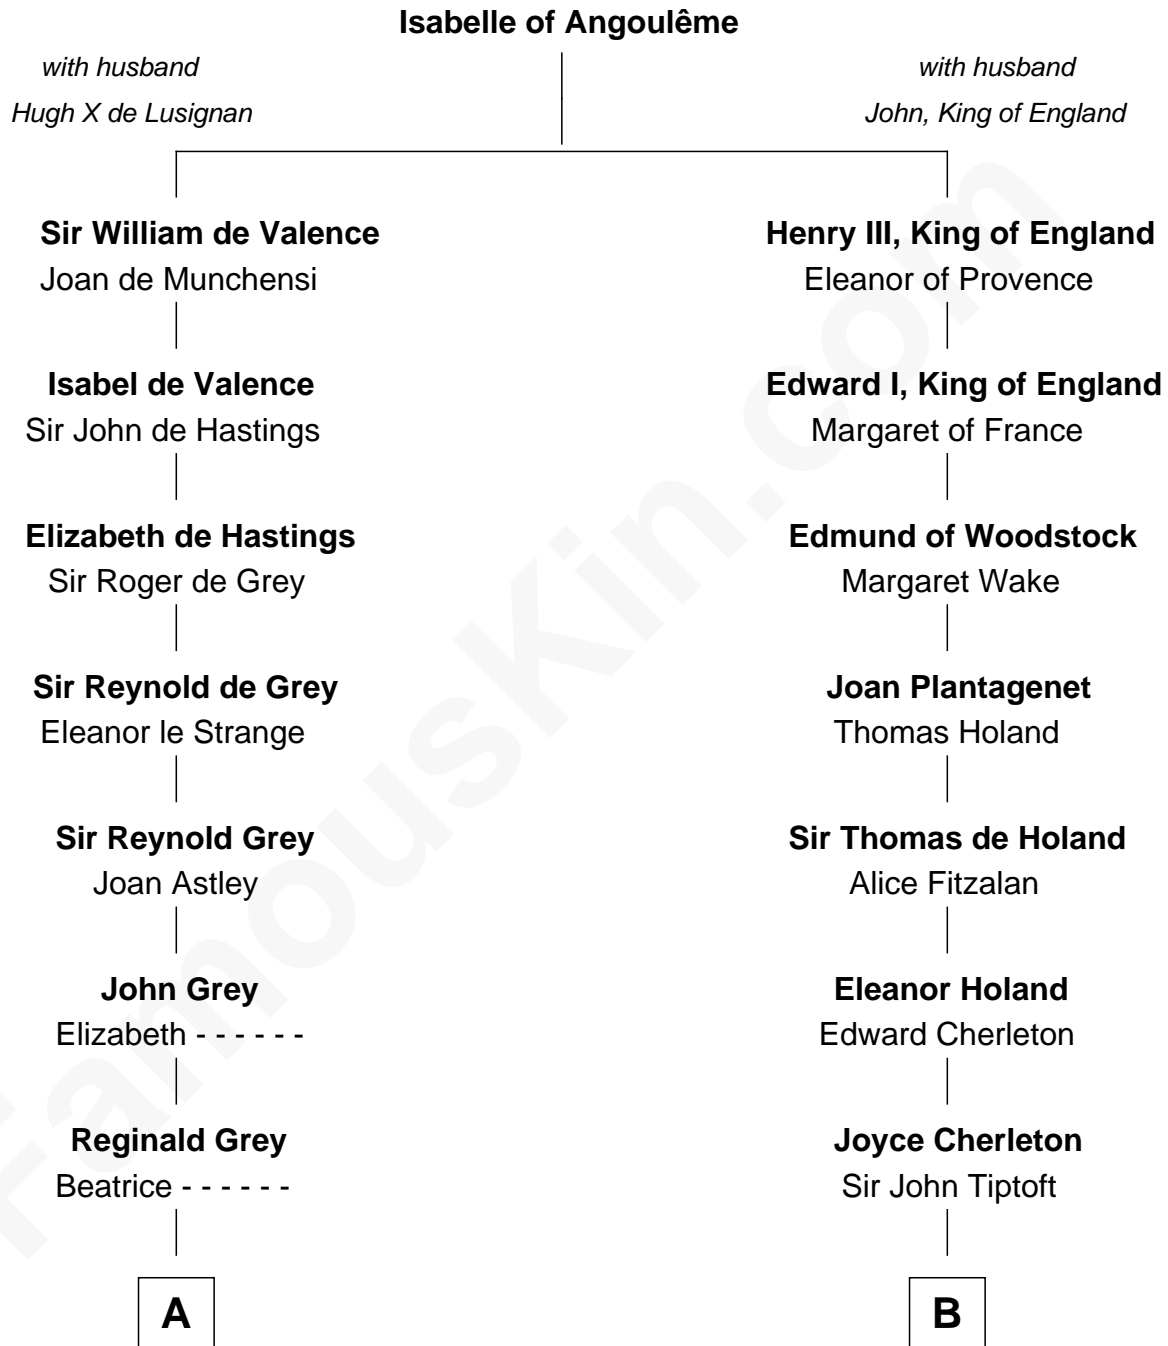 Isabelle of Angoulême
with husband
Hugh X de Lusignan
with husband
John, King of England
Sir William de Valence
Joan de Munchensi
Henry III, King of England
Eleanor of Provence
Isabel de Valence
Sir John de Hastings
Edward I, King of England
Margaret of France
Elizabeth de Hastings
Sir Roger de Grey
Edmund of Woodstock
Margaret Wake
Sir Reynold de Grey
Eleanor le Strange
Joan Plantagenet
Thomas Holand
Sir Reynold Grey
Joan Astley
Sir Thomas de Holand
Alice Fitzalan
John Grey
Elizabeth - - - - - -
Eleanor Holand
Edward Cherleton
Reginald Grey
Beatrice - - - - - -
Joyce Cherleton
Sir John Tiptoft
A
B
FamousKin.com